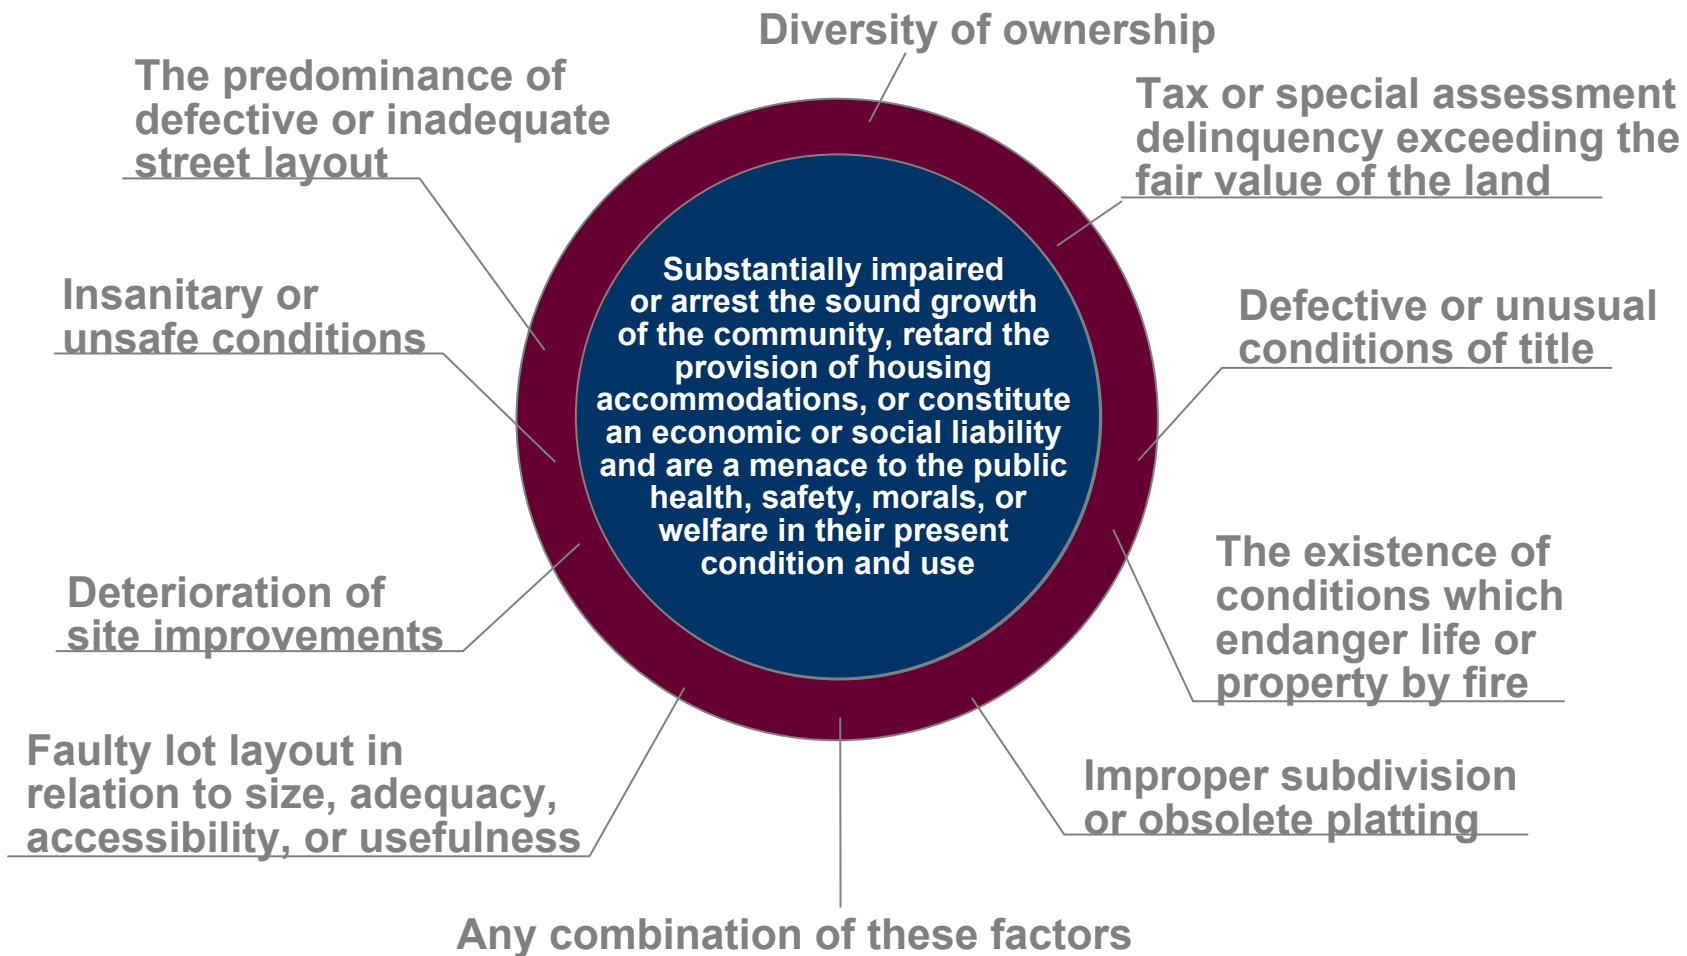 Diversity of ownership
The predominance of
defective or inadequate
street layout
Tax or special assessment
delinquency exceeding the
fair value of the land
Insanitary or
unsafe conditions
Substantially impaired
or arrest the sound growth
of the community, retard the
provision of housing
accommodations, or constitute
an economic or social liability
and are a menace to the public
health, safety, morals, or
welfare in their present
condition and use
Defective or unusual
conditions of title
Deterioration of
site improvements
The existence of
conditions which
endanger life or
property by fire
Faulty lot layout in
relation to size, adequacy,
accessibility, or usefulness
Improper subdivision
or obsolete platting
Any combination of these factors